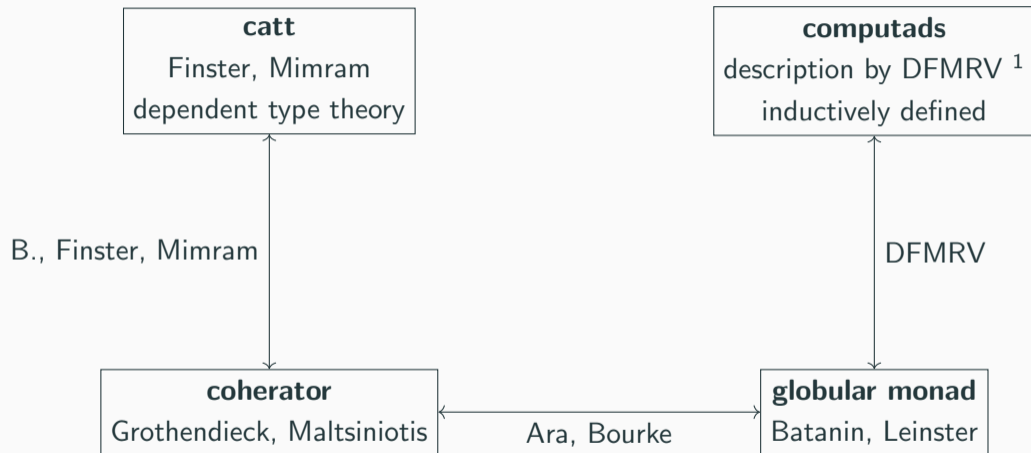 catt
Finster, Mimram
dependent type theory
computads
description by DFMRV ¹
inductively defined
B., Finster, Mimram
DFMRV
coherator
Grothendieck, Maltsiniotis
Ara, Bourke
globular monad
Batanin, Leinster